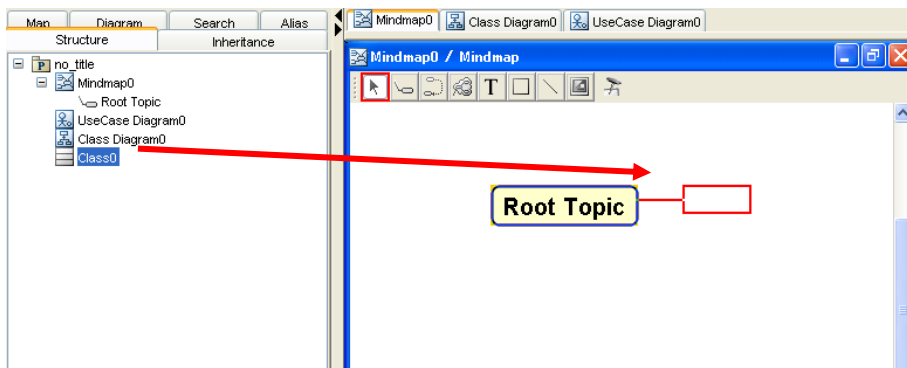 Map Diagram Search Alias
Structure Inheritance
no_title
Mindmap0
Root Topic
UseCase Diagram0
Class Diagram0
Class0
Mindmap0 Class Diagram0 UseCase Diagram0
Mindmap0 / Mindmap
T
Root Topic